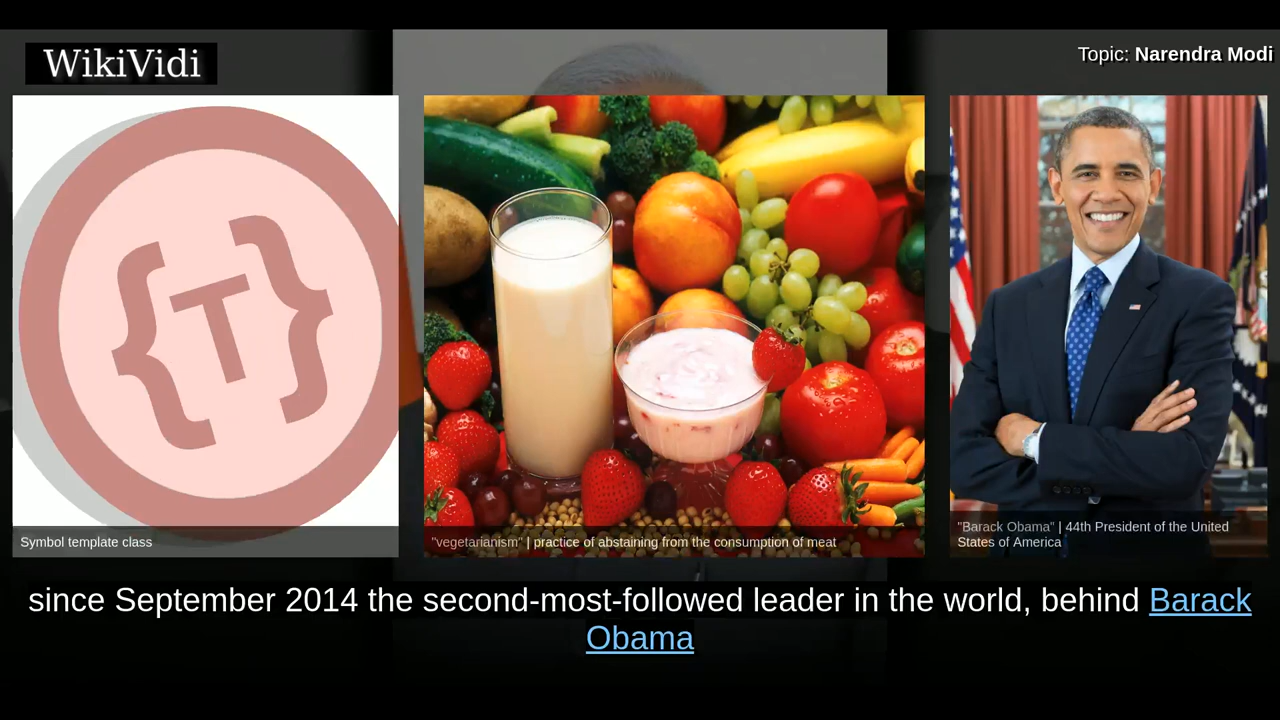 WikiVidi
Topic: Narendra Modi
{T}
Symbol template class
"vegetarianism" | practice of abstaining from the consumption of meat
"Barack Obama" | 44th President of the United
States of America
since September 2014 the second-most-followed leader in the world, behind Barack
Obama